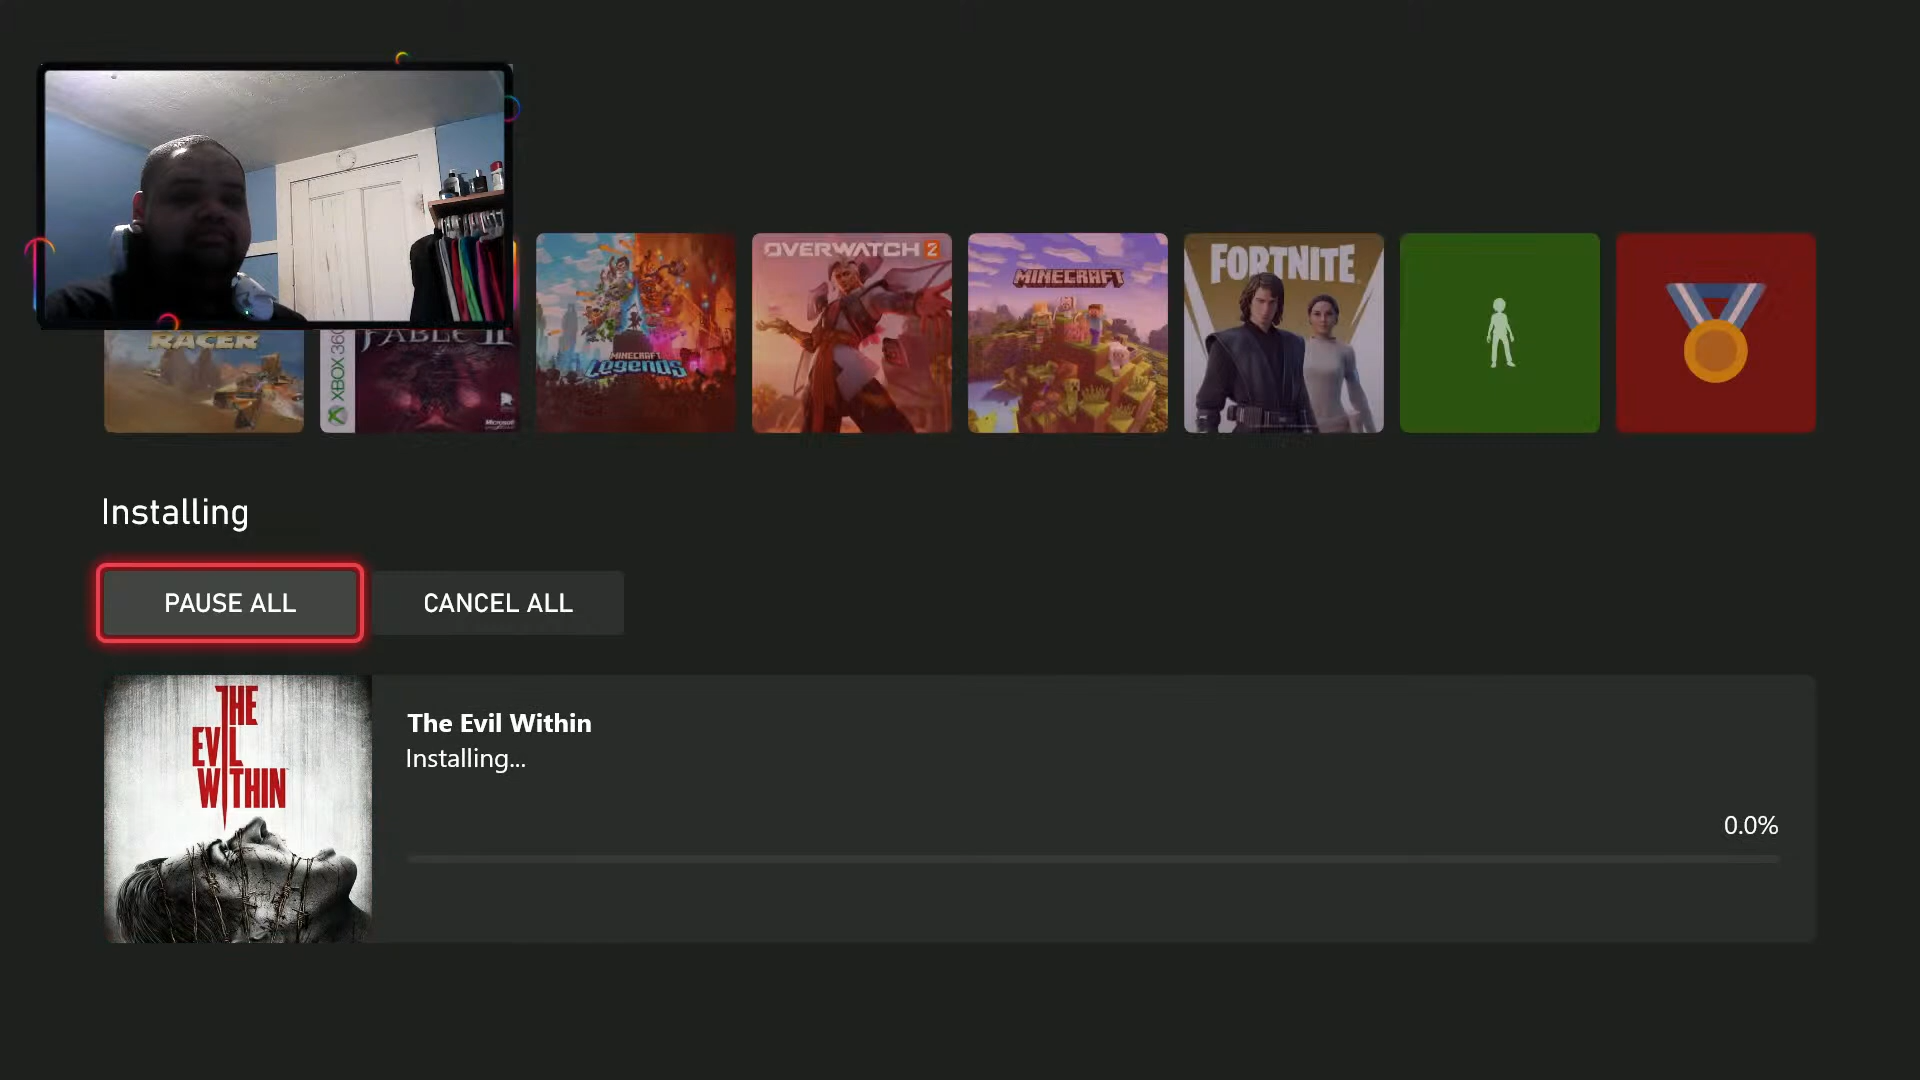 RACER
XBOX 360
FABLE II
Microsoft
MINECRAFT
Legends
OVERWATCH 2
MINECRAFT
FORTNITE
Installing
PAUSE ALL
CANCEL ALL
THE
EVIL
WITHIN
The Evil Within
Installing...
0.0%